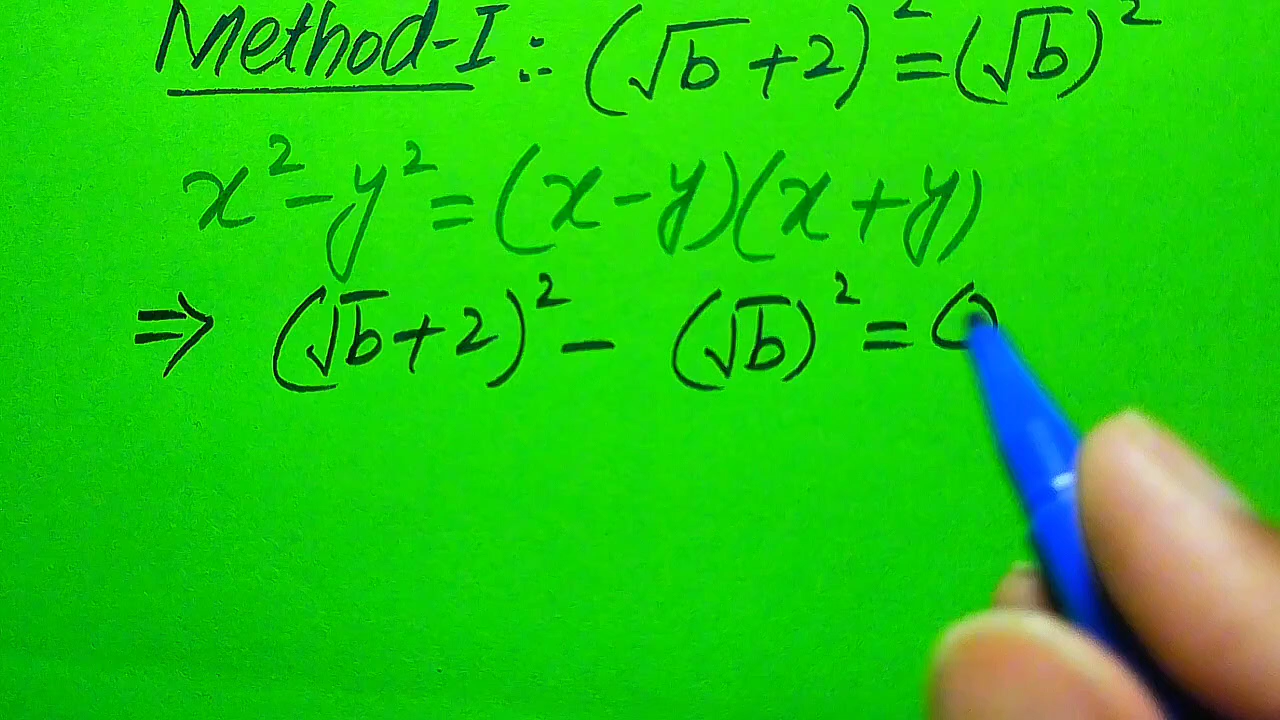 Method-I :- (√b+2)²=(√b)²
x²-y²=(x-y)(x+y)
⇒ (√b+2)² - (√b)² = 0